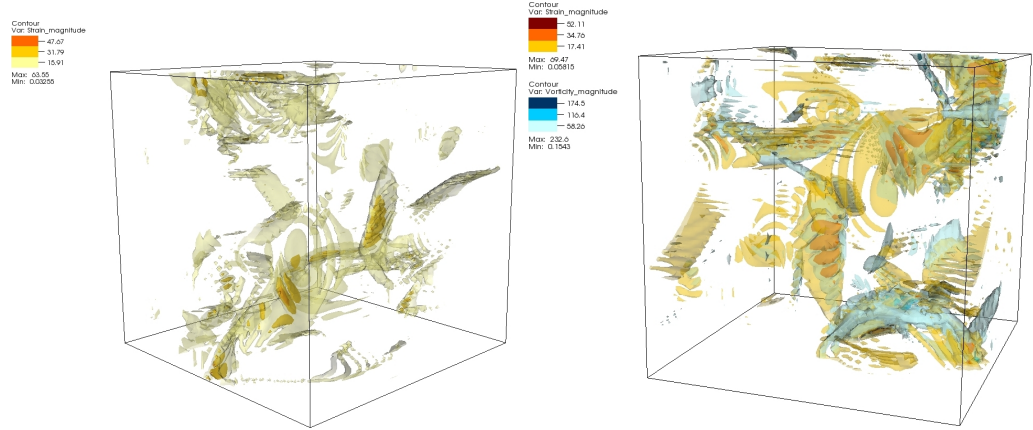 Contour
Var: Strain_magnitude
47.67
31.79
15.91
Max: 63.55
Min: 0.03255
Contour
Var: Strain_magnitude
52.11
34.76
17.41
Max: 69.47
Min: 0.05815
Contour
Var: Vorticity_magnitude
174.5
116.4
58.26
Max: 232.6
Min: 0.1543